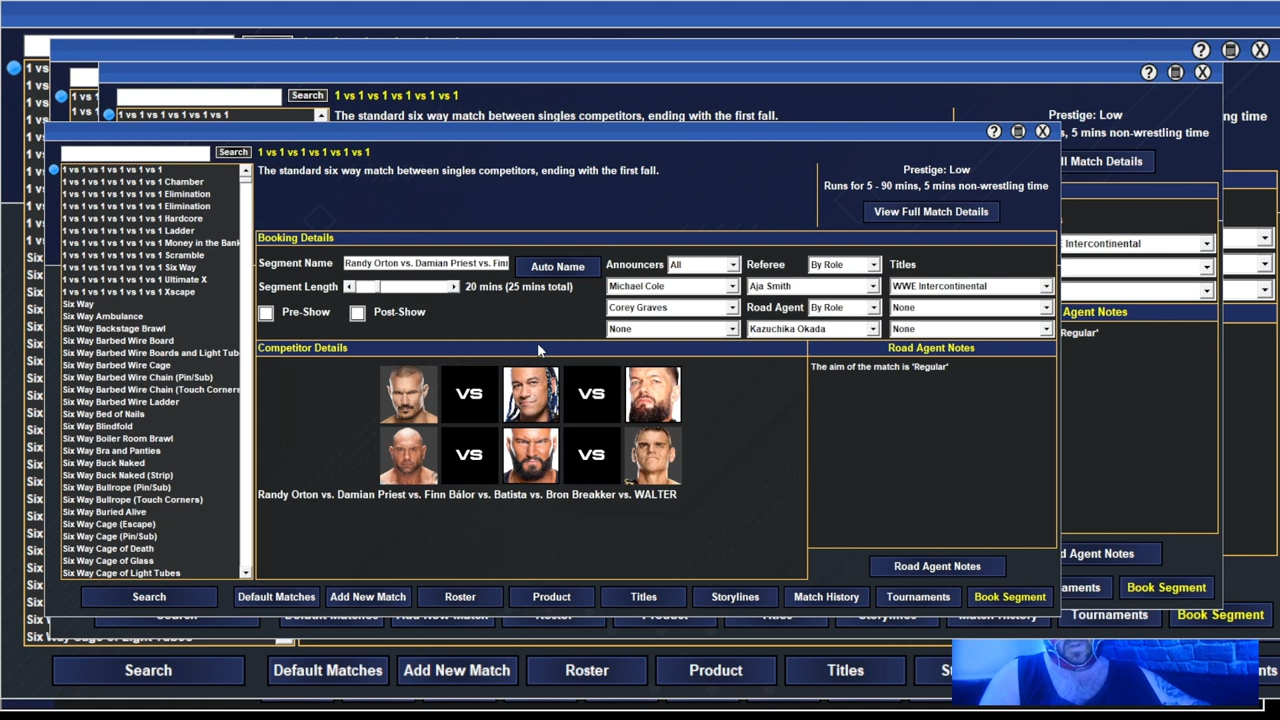 ?
X
?
X
Search
1 vs 1 vs 1 vs 1 vs 1 vs 1
1 vs 1 vs 1 vs 1 vs 1 vs 1
The standard six way match between singles competitors, ending with the first fall.
Prestige: Low
?
X
Search
1 vs 1 vs 1 vs 1 vs 1 vs 1
The standard six way match between singles competitors, ending with the first fall.
Prestige: Low
Runs for 5 - 90 mins, 5 mins non-wrestling time
View Full Match Details
1 vs 1 vs 1 vs 1 vs 1 vs 1
1 vs 1 vs 1 vs 1 vs 1 vs 1 Chamber
1 vs 1 vs 1 vs 1 vs 1 vs 1 Elimination
1 vs 1 vs 1 vs 1 vs 1 vs 1 Elimination
1 vs 1 vs 1 vs 1 vs 1 vs 1 Hardcore
1 vs 1 vs 1 vs 1 vs 1 vs 1 Ladder
1 vs 1 vs 1 vs 1 vs 1 vs 1 Money in the Bank
1 vs 1 vs 1 vs 1 vs 1 vs 1 Scramble
1 vs 1 vs 1 vs 1 vs 1 vs 1 Six Way
1 vs 1 vs 1 vs 1 vs 1 vs 1 Ultimate X
1 vs 1 vs 1 vs 1 vs 1 vs 1 Xscape
Six Way
Six Way Ambulance
Six Way Backstage Brawl
Six Way Barbed Wire Board
Six Way Barbed Wire Boards and Light Tub
Six Way Barbed Wire Cage
Six Way Barbed Wire Chain (Pin/Sub)
Six Way Barbed Wire Chain (Touch Corners
Six Way Barbed Wire Ladder
Six Way Bed of Nails
Six Way Blindfold
Six Way Boiler Room Brawl
Six Way Bra and Panties
Six Way Buck Naked
Six Way Buck Naked (Strip)
Six Way Bullrope (Pin/Sub)
Six Way Bullrope (Touch Corners)
Six Way Buried Alive
Six Way Cage (Escape)
Six Way Cage (Pin/Sub)
Six Way Cage of Death
Six Way Cage of Glass
Six Way Cage of Light Tubes
Booking Details
Segment Name
Randy Orton vs. Damian Priest vs. Fin
Auto Name
Segment Length
20 mins (25 mins total)
Pre-Show
Post-Show
Announcers
All
Michael Cole
Corey Graves
None
Referee
By Role
Aja Smith
Road Agent
By Role
Kazuchika Okada
Titles
WWE Intercontinental
None
None
Competitor Details
VS
VS
VS
VS
Randy Orton vs. Damian Priest vs. Finn Bálor vs. Batista vs. Bron Breakker vs. WALTER
Road Agent Notes
The aim of the match is 'Regular'
Road Agent Notes
Search
Default Matches
Add New Match
Roster
Product
Titles
Storylines
Match History
Tournaments
Book Segment
Match Details
Intercontinental
Agent Notes
Regular'
Agent Notes
Book Segment
Tournaments
Book Segment
Search
Default Matches
Add New Match
Roster
Product
Titles